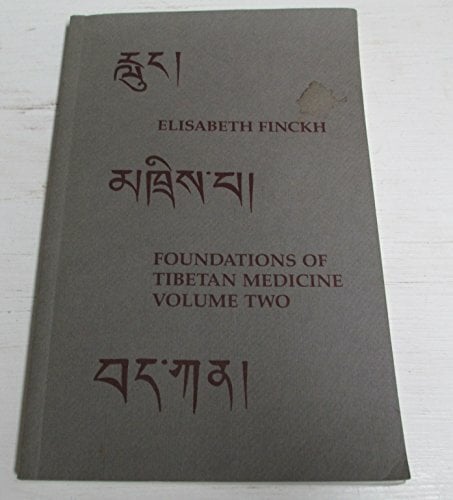 རླུང།
ELISABETH FINCKH
མཁྲིས་པ།
FOUNDATIONS OF
TIBETAN MEDICINE
VOLUME TWO
བད་ཀན།